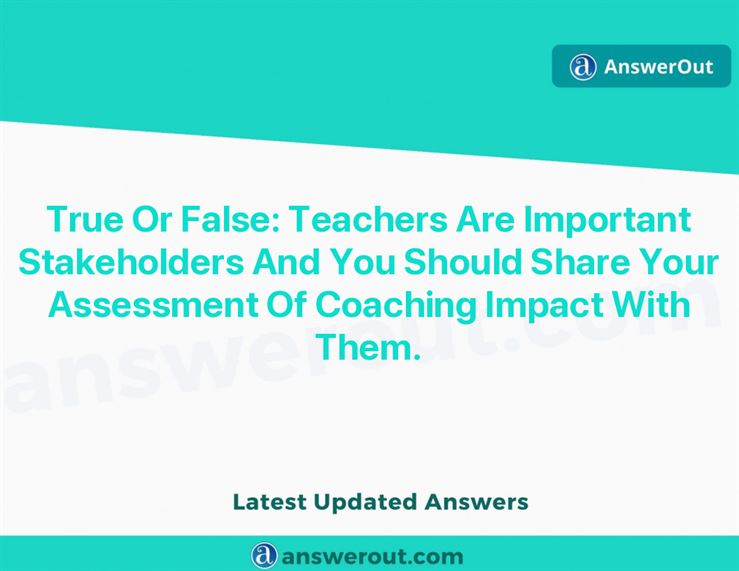 AnswerOut
True Or False: Teachers Are Important
Stakeholders And You Should Share Your
Assessment Of Coaching Impact With
Them.
answerout.com
Latest Updated Answers
answerout.com